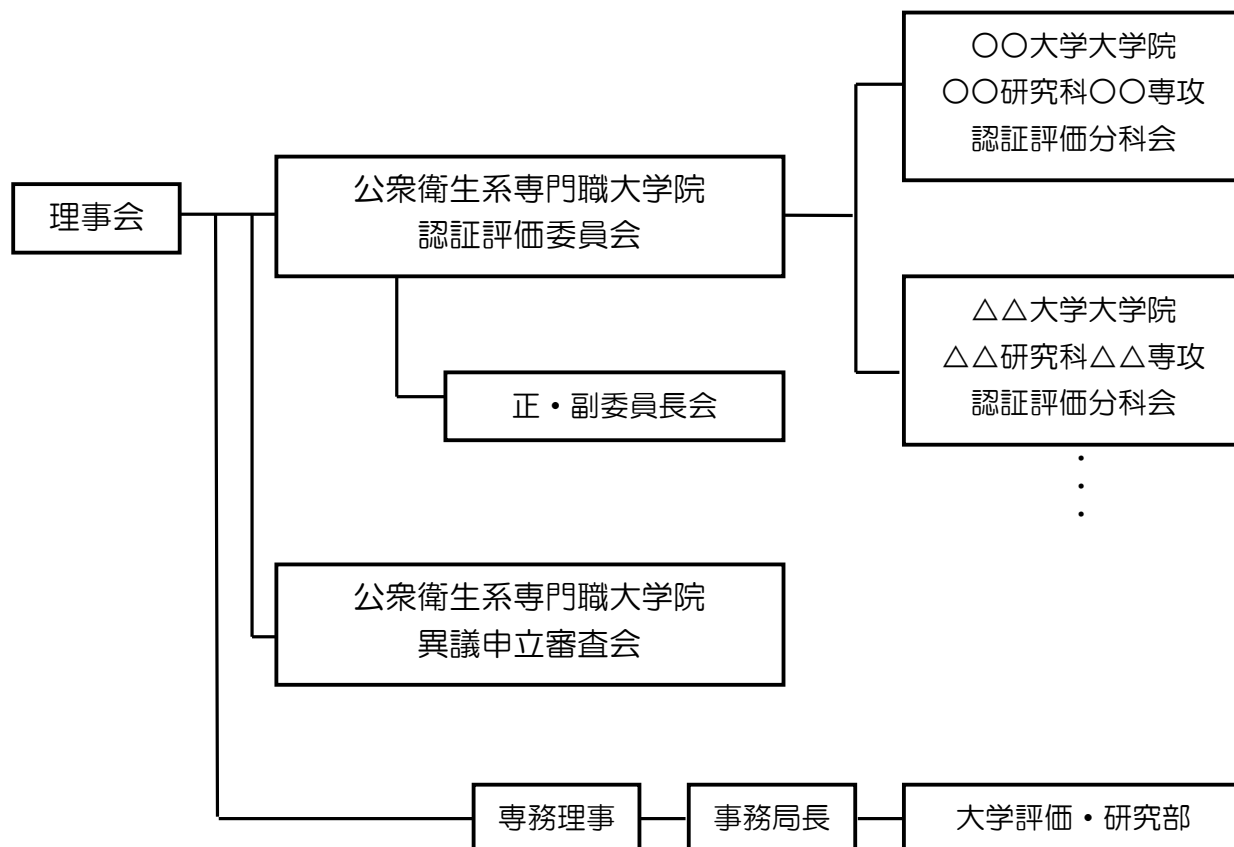 〇〇大学大学院
〇〇研究科〇〇専攻
認証評価分科会
公衆衛生系専門職大学院
認証評価委員会
理事会
△△大学大学院
△△研究科△△専攻
認証評価分科会
正・副委員長会
・
・
・
公衆衛生系専門職大学院
異議申立審査会
専務理事
事務局長
大学評価・研究部